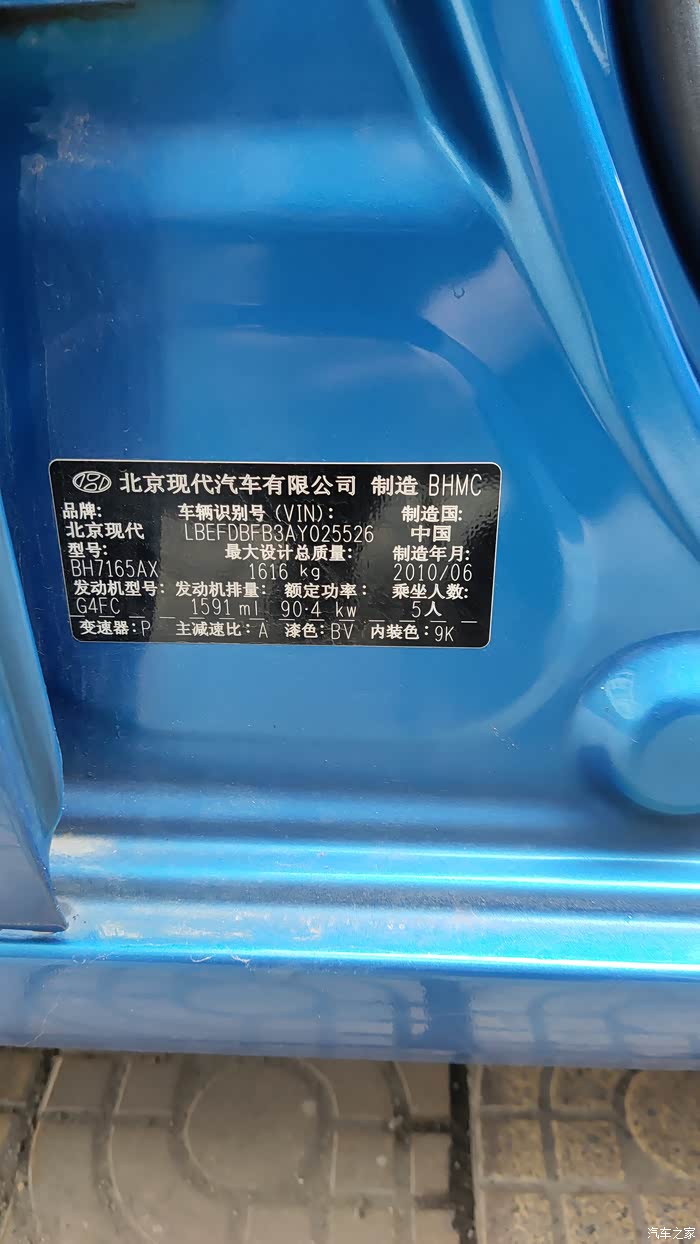 北京现代汽车有限公司 制造 BHMC
品牌: 车辆识别号(VIN): 制造国:
北京现代 LBEFDBFB3AY025526 中国
型号: 最大设计总质量: 制造年月:
BH7165AX 1616 kg 2010/06
发动机型号: 发动机排量: 额定功率: 乘坐人数:
G4FC 1591 ml 90.4 kw 5人
变速器:P 主减速比:A 漆色:BV 内装色:9K
汽车之家